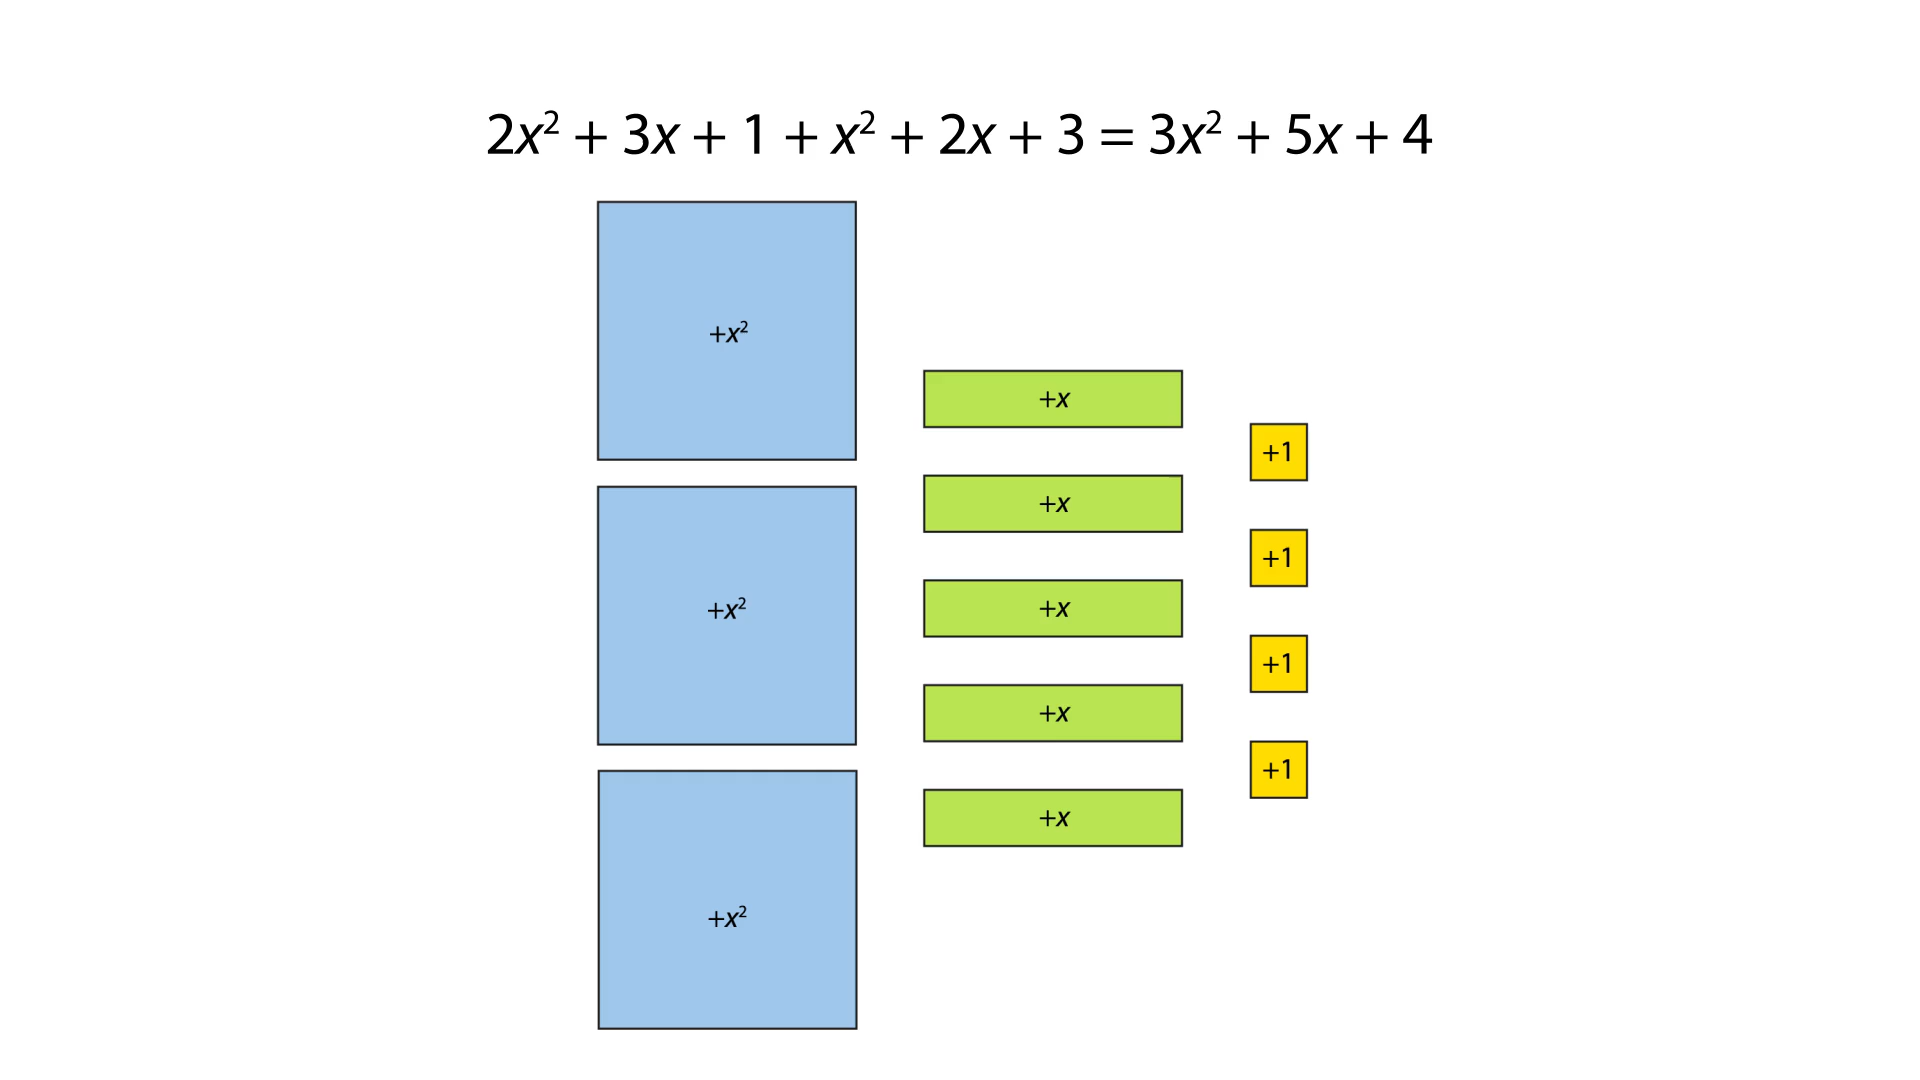 2x² + 3x + 1 + x² + 2x + 3 = 3x² + 5x + 4
+x²
+x²
+x²
+x
+x
+x
+x
+x
+1
+1
+1
+1